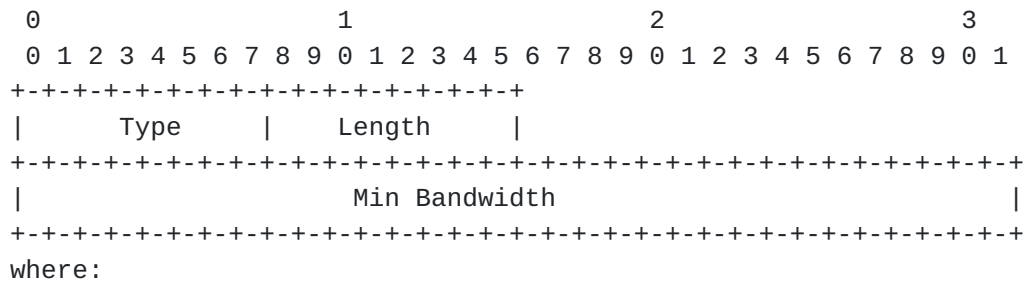 0                   1                   2                   3
 0 1 2 3 4 5 6 7 8 9 0 1 2 3 4 5 6 7 8 9 0 1 2 3 4 5 6 7 8 9 0 1
+-+-+-+-+-+-+-+-+-+-+-+-+-+-+-+-+
|      Type     |    Length     |
+-+-+-+-+-+-+-+-+-+-+-+-+-+-+-+-+-+-+-+-+-+-+-+-+-+-+-+-+-+-+-+-+
|                     Min Bandwidth                             |
+-+-+-+-+-+-+-+-+-+-+-+-+-+-+-+-+-+-+-+-+-+-+-+-+-+-+-+-+-+-+-+-+
where: